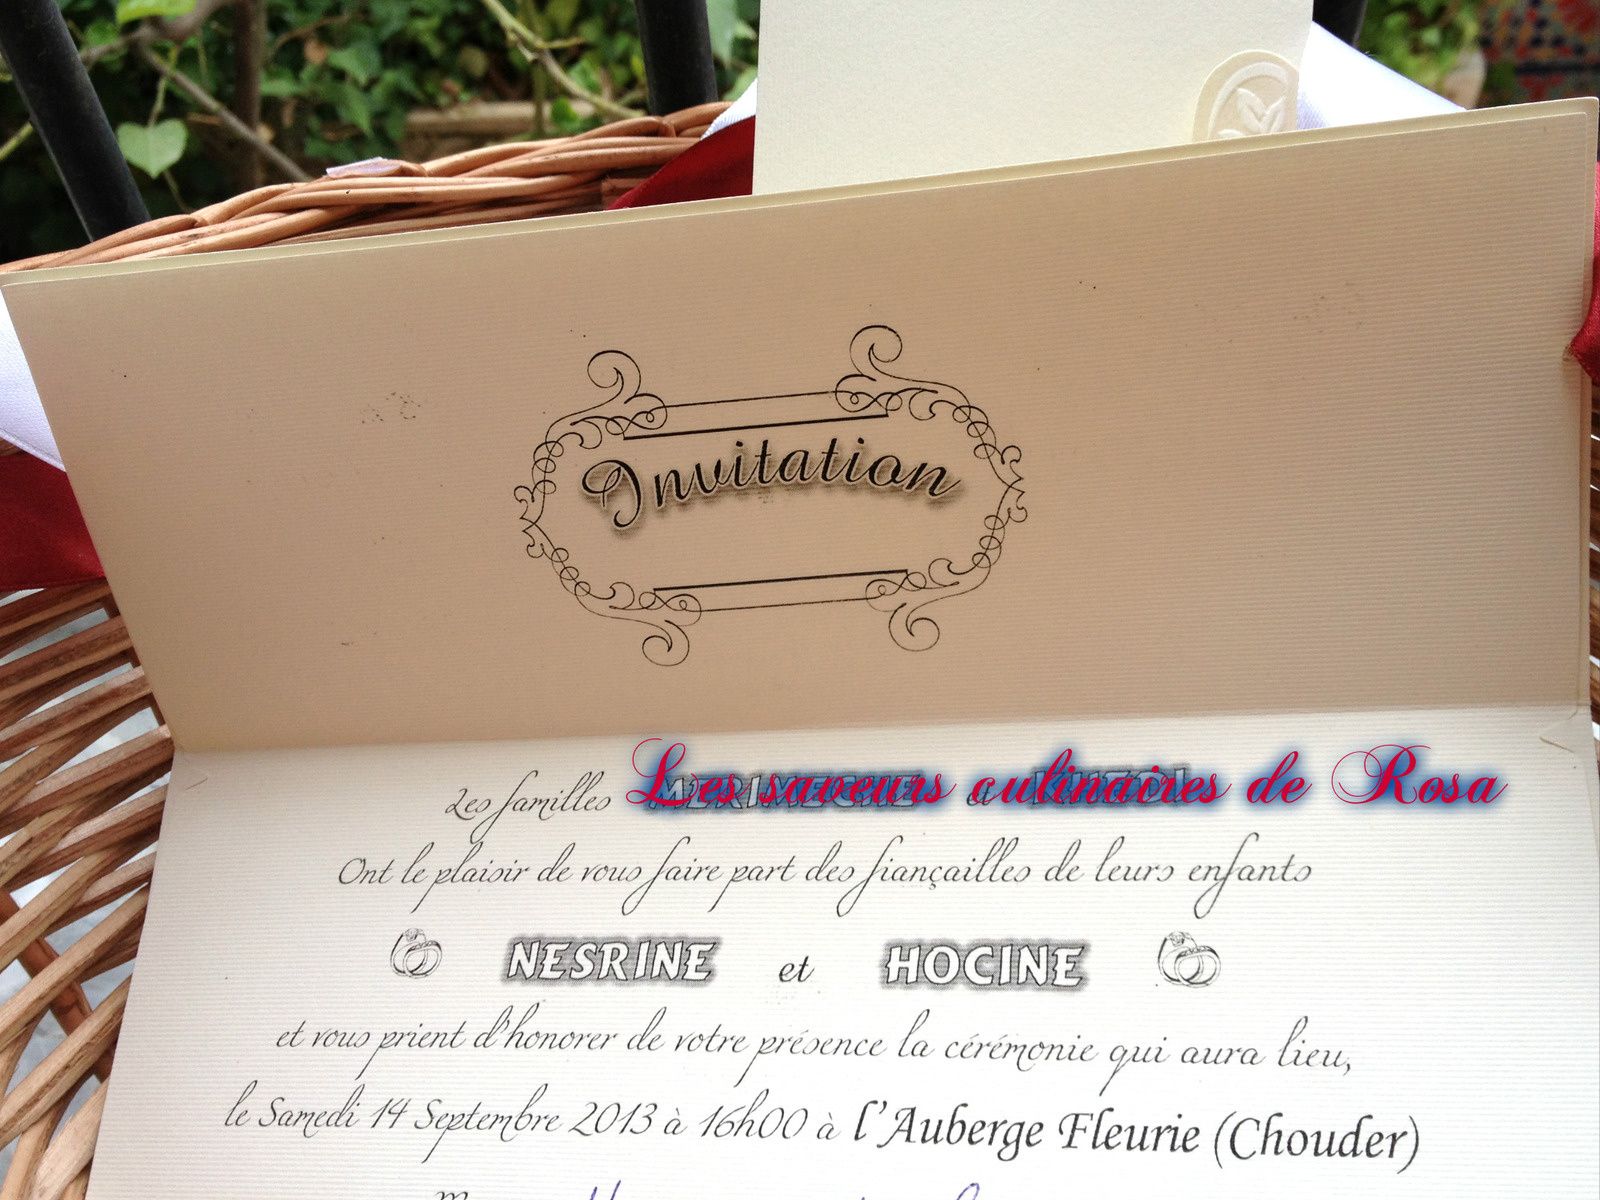 Invitation
Les familles et
Les saveurs culinaires de Rosa
Ont le plaisir de vous faire part des fiançailles de leurs enfants
NESRINE et HOCINE
et vous prient d'honorer de votre présence la cérémonie qui aura lieu,
le Samedi 14 Septembre 2013 à 16h00 à l'Auberge Fleurie (Chouder)